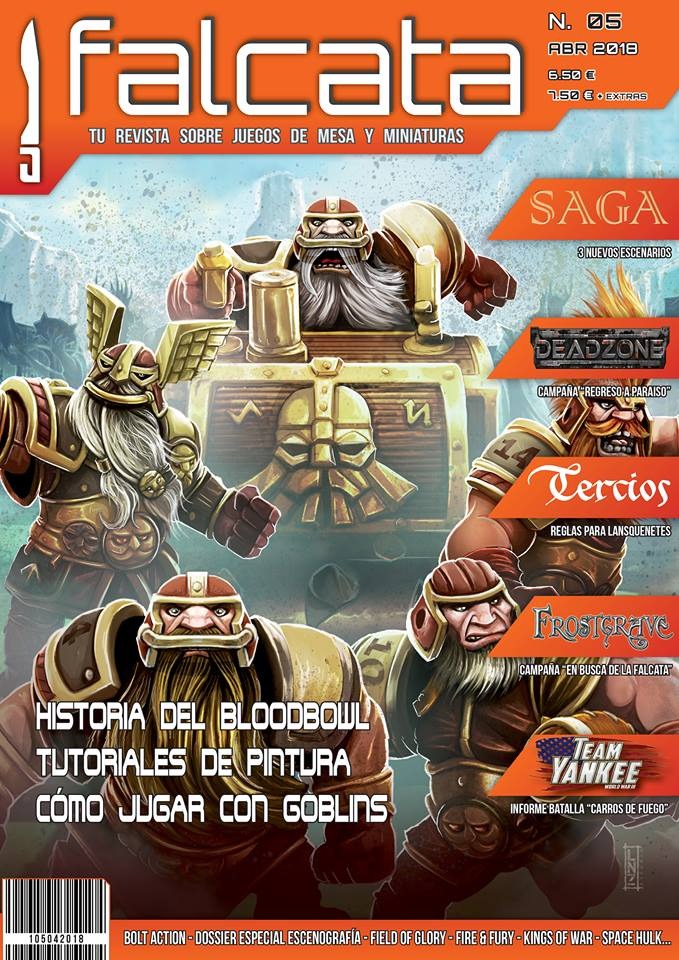 falcata
TU REVISTA SOBRE JUEGOS DE MESA Y MINIATURAS
N. 05
ABR 2018
6.50 €
7.50 € + EXTRAS
SAGA
3 NUEVOS ESCENARIOS
DEADZONE
CAMPAÑA "REGRESO A PARAISO"
14
Tercios
REGLAS PARA LANSQUENETES
FROSTGRAVE
CAMPAÑA "EN BUSCA DE LA FALCATA"
01
TEAM
YANKEE
WORLD WAR III
INFORME BATALLA "CARROS DE FUEGO"
HISTORIA DEL BLOODBOWL
TUTORIALES DE PINTURA
CÓMO JUGAR CON GOBLINS
105042018
BOLT ACTION - DOSSIER ESPECIAL ESCENOGRAFÍA - FIELD OF GLORY - FIRE & FURY - KINGS OF WAR - SPACE HULK...